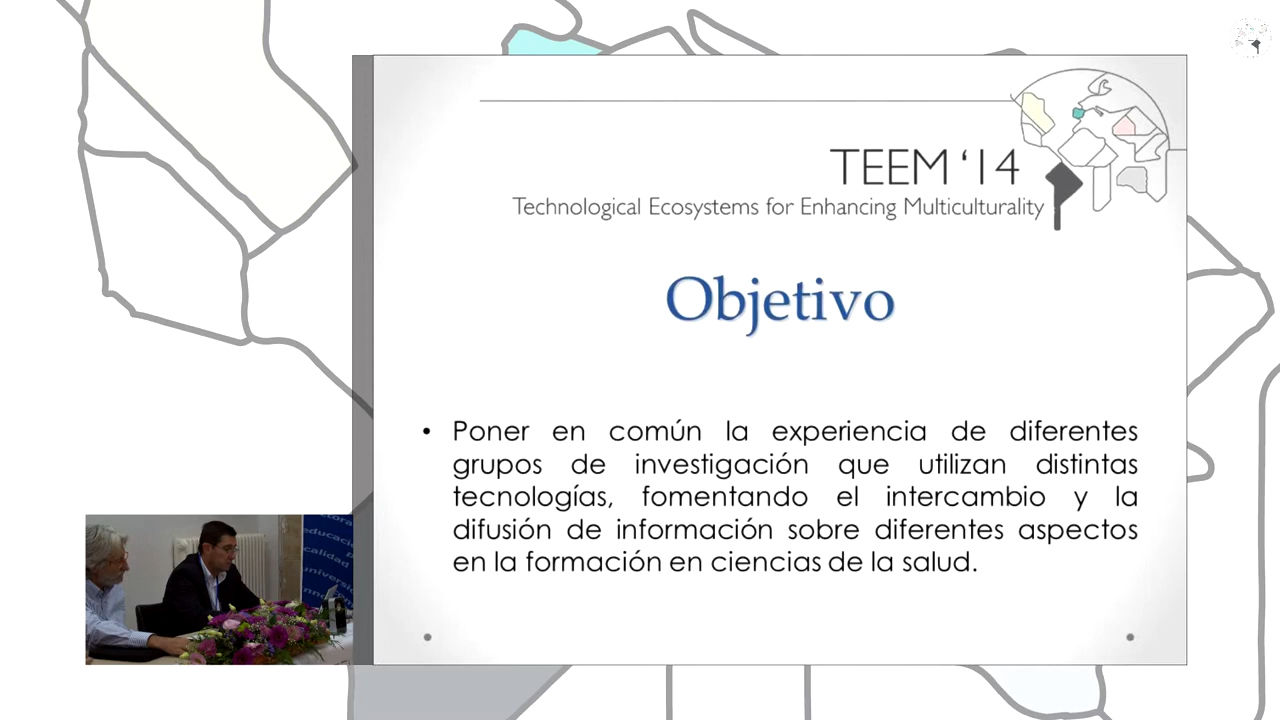 TEEM ‘14
Technological Ecosystems for Enhancing Multiculturality
Objetivo
• Poner en común la experiencia de diferentes
grupos de investigación que utilizan distintas
tecnologías, fomentando el intercambio y la
difusión de información sobre diferentes aspectos
en la formación en ciencias de la salud.
educaci
calidad